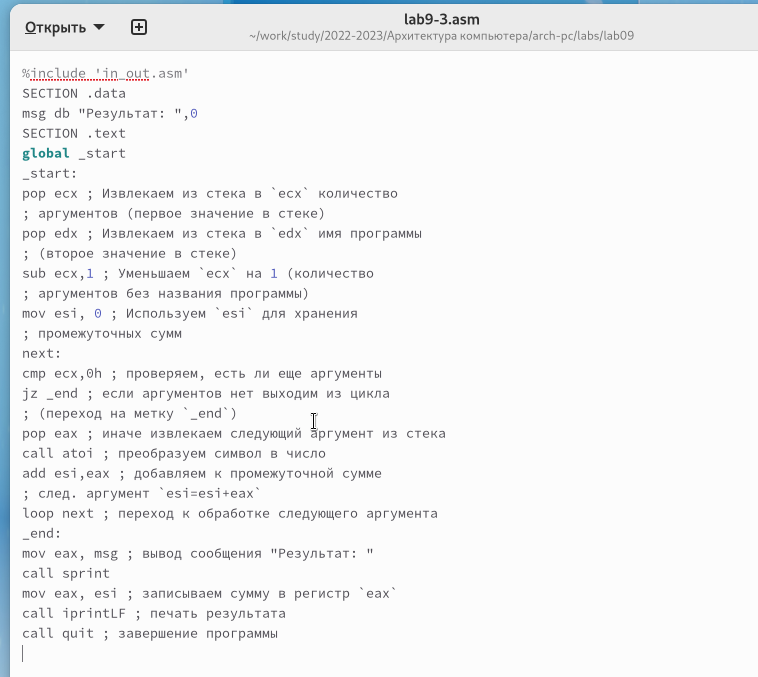 Открыть
lab9-3.asm
~/work/study/2022-2023/Архитектура компьютера/arch-pc/labs/lab09
%include 'in_out.asm'
SECTION .data
msg db "Результат: ",0
SECTION .text
global _start
_start:
pop ecx ; Извлекаем из стека в `ecx` количество
; аргументов (первое значение в стеке)
pop edx ; Извлекаем из стека в `edx` имя программы
; (второе значение в стеке)
sub ecx,1 ; Уменьшаем `ecx` на 1 (количество
; аргументов без названия программы)
mov esi, 0 ; Используем `esi` для хранения
; промежуточных сумм
next:
cmp ecx,0h ; проверяем, есть ли еще аргументы
jz _end ; если аргументов нет выходим из цикла
; (переход на метку `_end`)
pop eax ; иначе извлекаем следующий аргумент из стека
call atoi ; преобразуем символ в число
add esi,eax ; добавляем к промежуточной сумме
; след. аргумент `esi=esi+eax`
loop next ; переход к обработке следующего аргумента
_end:
mov eax, msg ; вывод сообщения "Результат: "
call sprint
mov eax, esi ; записываем сумму в регистр `eax`
call iprintLF ; печать результата
call quit ; завершение программы